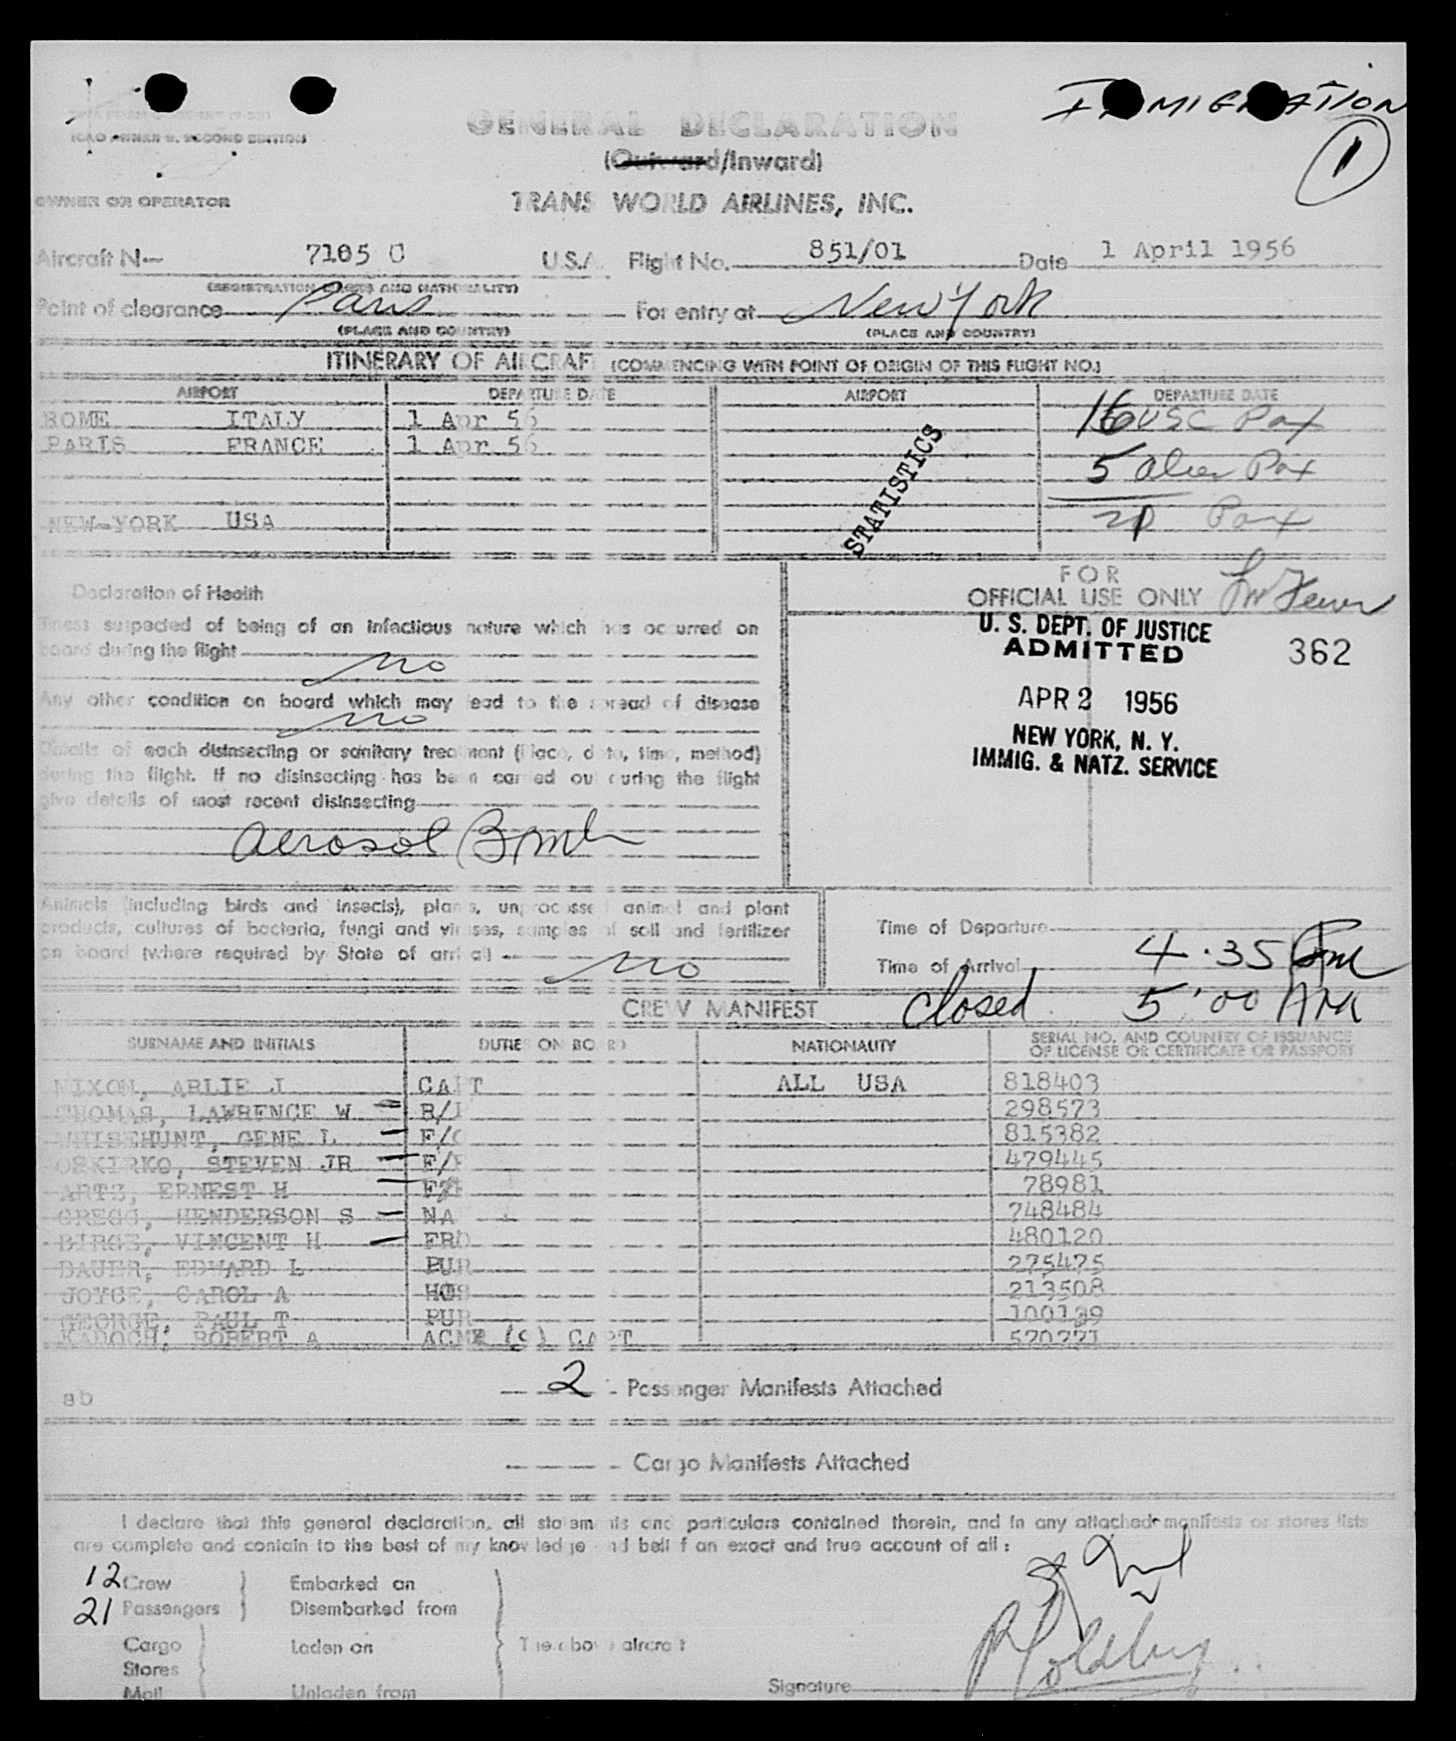 IMMIGRATION
1
(ICAO ANNEX 9, SECOND EDITION)
GENERAL DECLARATION
(Outward/Inward)
OWNER OR OPERATOR
TRANS WORLD AIRLINES, INC.
Aircraft N— 7105 C U.S.A. Flight No. 851/01 Date 1 April 1956
(REGISTRATION MARKS AND NATIONALITY)
Point of clearance Paris For entry at New York
(PLACE AND COUNTRY) (PLACE AND COUNTRY)
ITINERARY OF AIRCRAFT (COMMENCING WITH POINT OF ORIGIN OF THIS FLIGHT NO.)
AIRPORT DEPARTURE DATE AIRPORT DEPARTURE DATE
ROME ITALY 1 Apr 56 16 USC Pax
PARIS FRANCE 1 Apr 56 5 alien Pax
NEW-YORK USA 21 Pax
STATISTICS
Declaration of Health
Illness suspected of being of an infectious nature which has occurred on
board during the flight
no
Any other condition on board which may lead to the spread of disease
no
Details of each disinsecting or sanitary treatment (place, date, time, method)
during the flight. If no disinsecting has been carried out during the flight
give details of most recent disinsecting
Aerosol Bomb
FOR
OFFICIAL USE ONLY
U. S. DEPT. OF JUSTICE
ADMITTED 362
APR 2 1956
NEW YORK, N. Y.
IMMIG. & NATZ. SERVICE
Animals (including birds and insects), plants, unprocessed animal and plant
products, cultures of bacteria, fungi and viruses, samples of soil and fertilizer
on board (where required by State of arrival)
no
Time of Departure
Time of Arrival 4.35 Pm
closed 5:00 AM
CREW MANIFEST
SURNAME AND INITIALS DUTIES ON BOARD NATIONALITY SERIAL NO. AND COUNTRY OF ISSUANCE
OF LICENSE OR CERTIFICATE OR PASSPORT
NIXON, ARLIE J CAPT ALL USA 818403
THOMAS, LAWRENCE W 298573
WHISEHUNT, GENE L F/O 815382
OSKIRKO, STEVEN JR F/E 479445
ARTZ, ERNEST H 78981
GREGG, HENDERSON S NA 748484
BIRGE, VINCENT H 480120
DAUER, EDWARD L PUR 275475
JOYCE, CAROL A HOS 213508
GEORGE, PAUL T PUR 100139
KADOCH, ROBERT A ACMR (S) CAPT 520771
ab
2 Passenger Manifests Attached
Cargo Manifests Attached
I declare that this general declaration, all statements and particulars contained therein, and in any attached manifests or stores lists
are complete and contain to the best of my knowledge and belief an exact and true account of all:
12 Crew Embarked on
21 Passengers Disembarked from
Cargo Laden on The above aircraft
Stores
Mail Unladen from
Signature